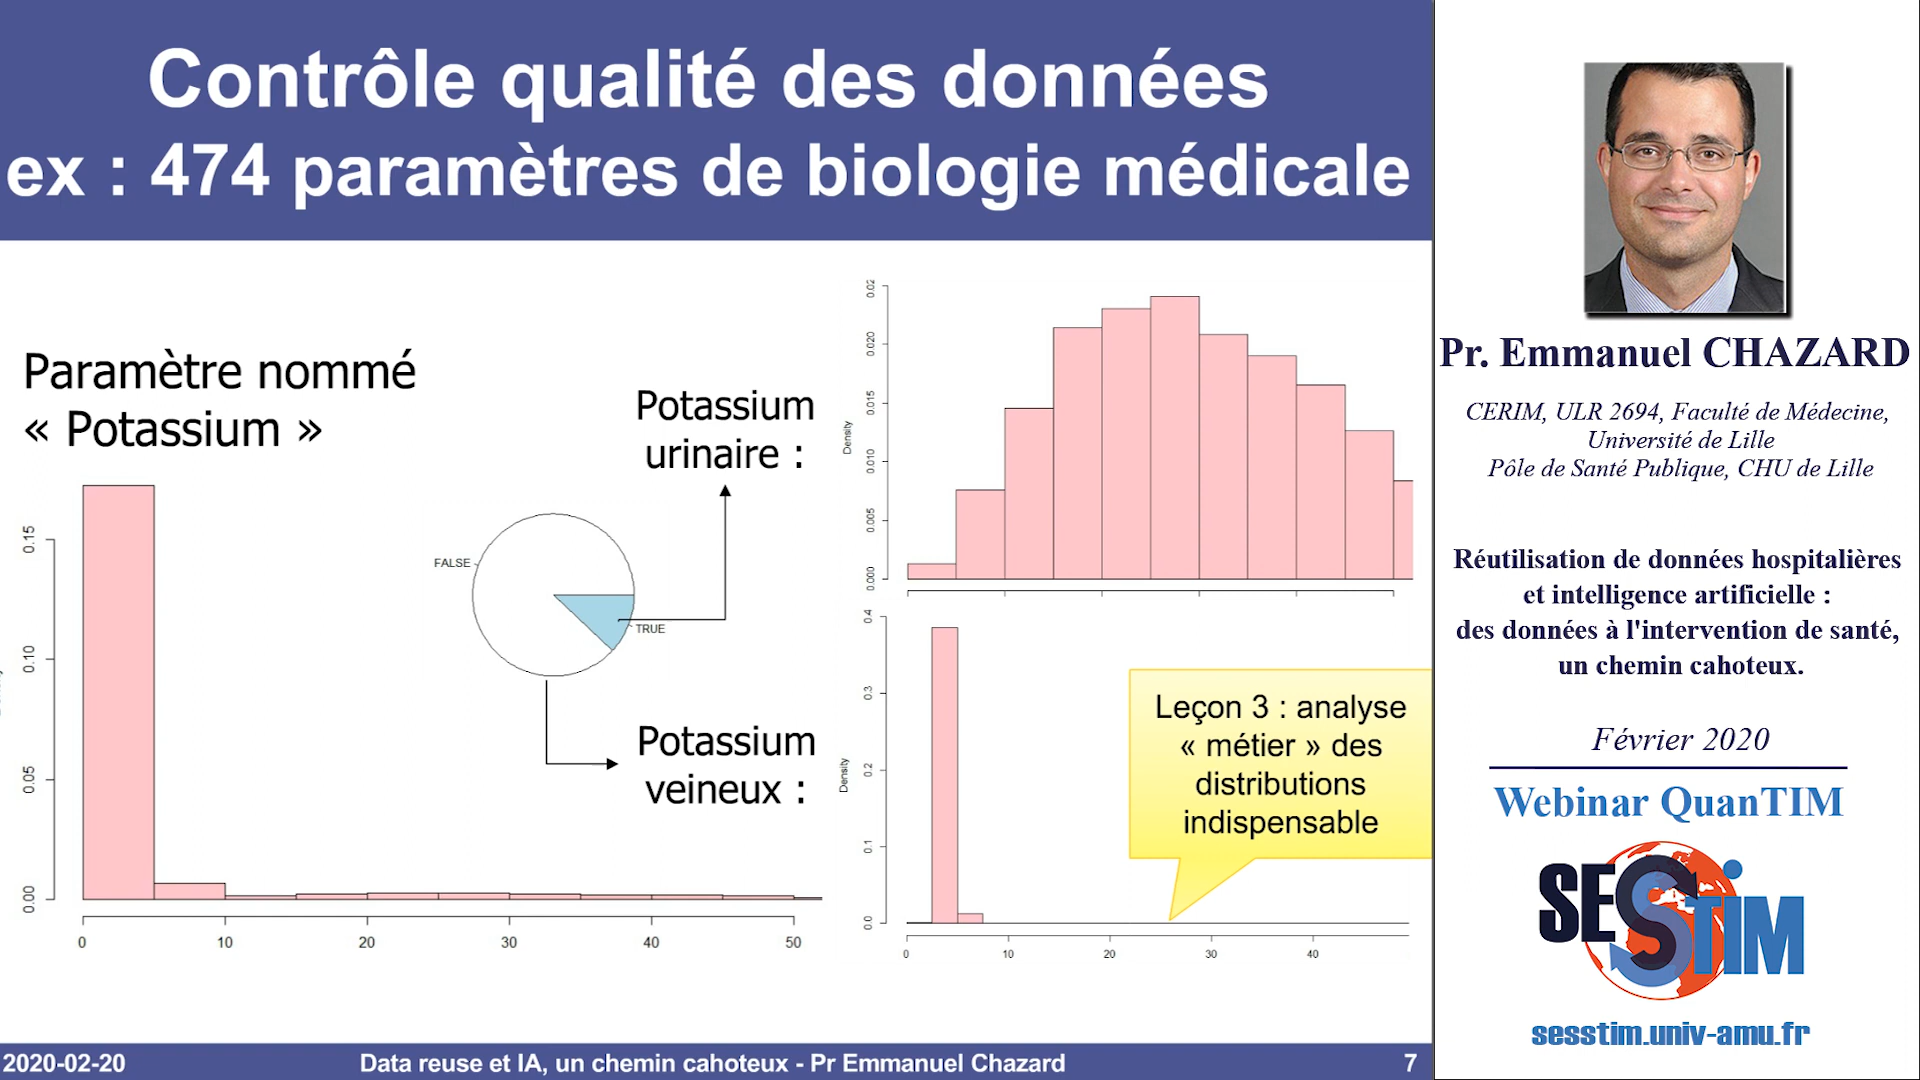 Contrôle qualité des données
ex : 474 paramètres de biologie médicale
Paramètre nommé
« Potassium »
0.15
0.10
0.05
0.00
0
10
20
30
40
50
FALSE
TRUE
Potassium
urinaire :
Potassium
veineux :
Density
0.02
0.020
0.015
0.010
0.005
0.000
Density
0.4
0.3
0.2
0.1
0.0
0
10
20
30
40
Leçon 3 : analyse
« métier » des
distributions
indispensable
2020-02-20
Data reuse et IA, un chemin cahoteux - Pr Emmanuel Chazard
7
Pr. Emmanuel CHAZARD
CERIM, ULR 2694, Faculté de Médecine,
Université de Lille
Pôle de Santé Publique, CHU de Lille
Réutilisation de données hospitalières
et intelligence artificielle :
des données à l'intervention de santé,
un chemin cahoteux.
Février 2020
Webinar QuanTIM
SESSTIM
sesstim.univ-amu.fr